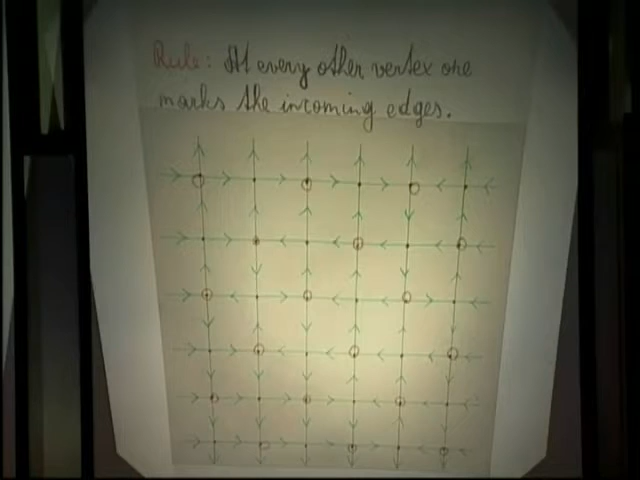 Rule: At every other vertex one
marks the incoming edges.